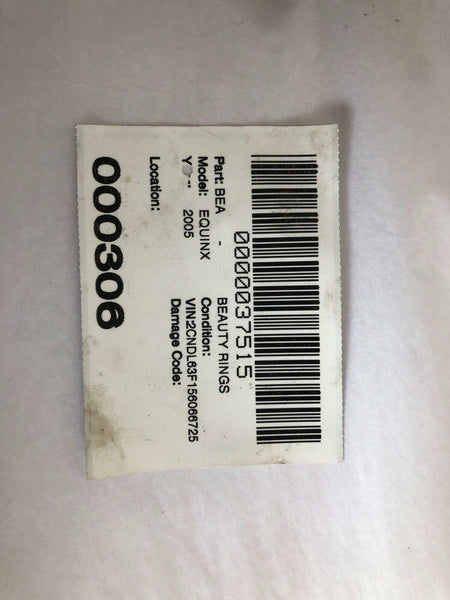 0000037515
Part: BEA - BEAUTY RINGS
Model: EQUINX Condition:
2005 VIN:2CNDL63F156066725
Damage Code:
Location:
000306